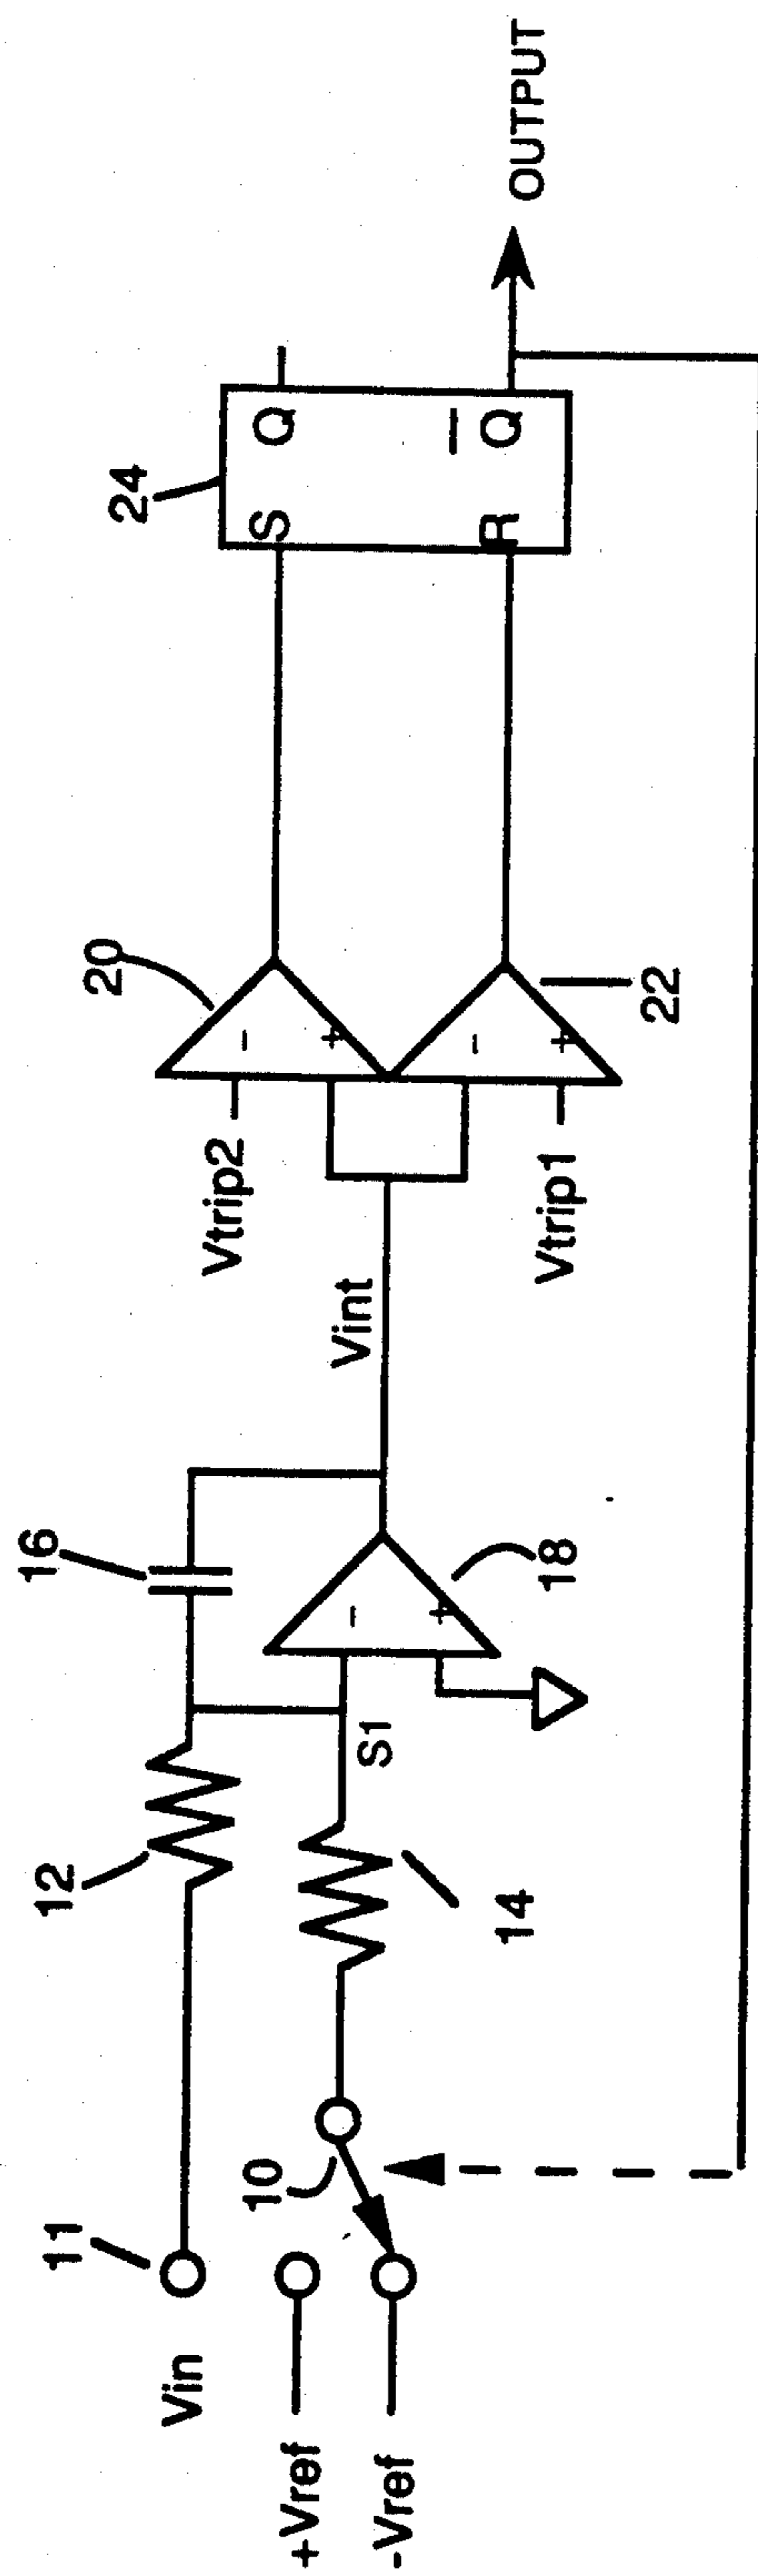 11
Vin
+Vref
-Vref
10
12
14
S1
16
-
+
18
Vint
Vtrip2
Vtrip1
20
-
+
-
+
22
24
S
Q
R
Q̅
OUTPUT